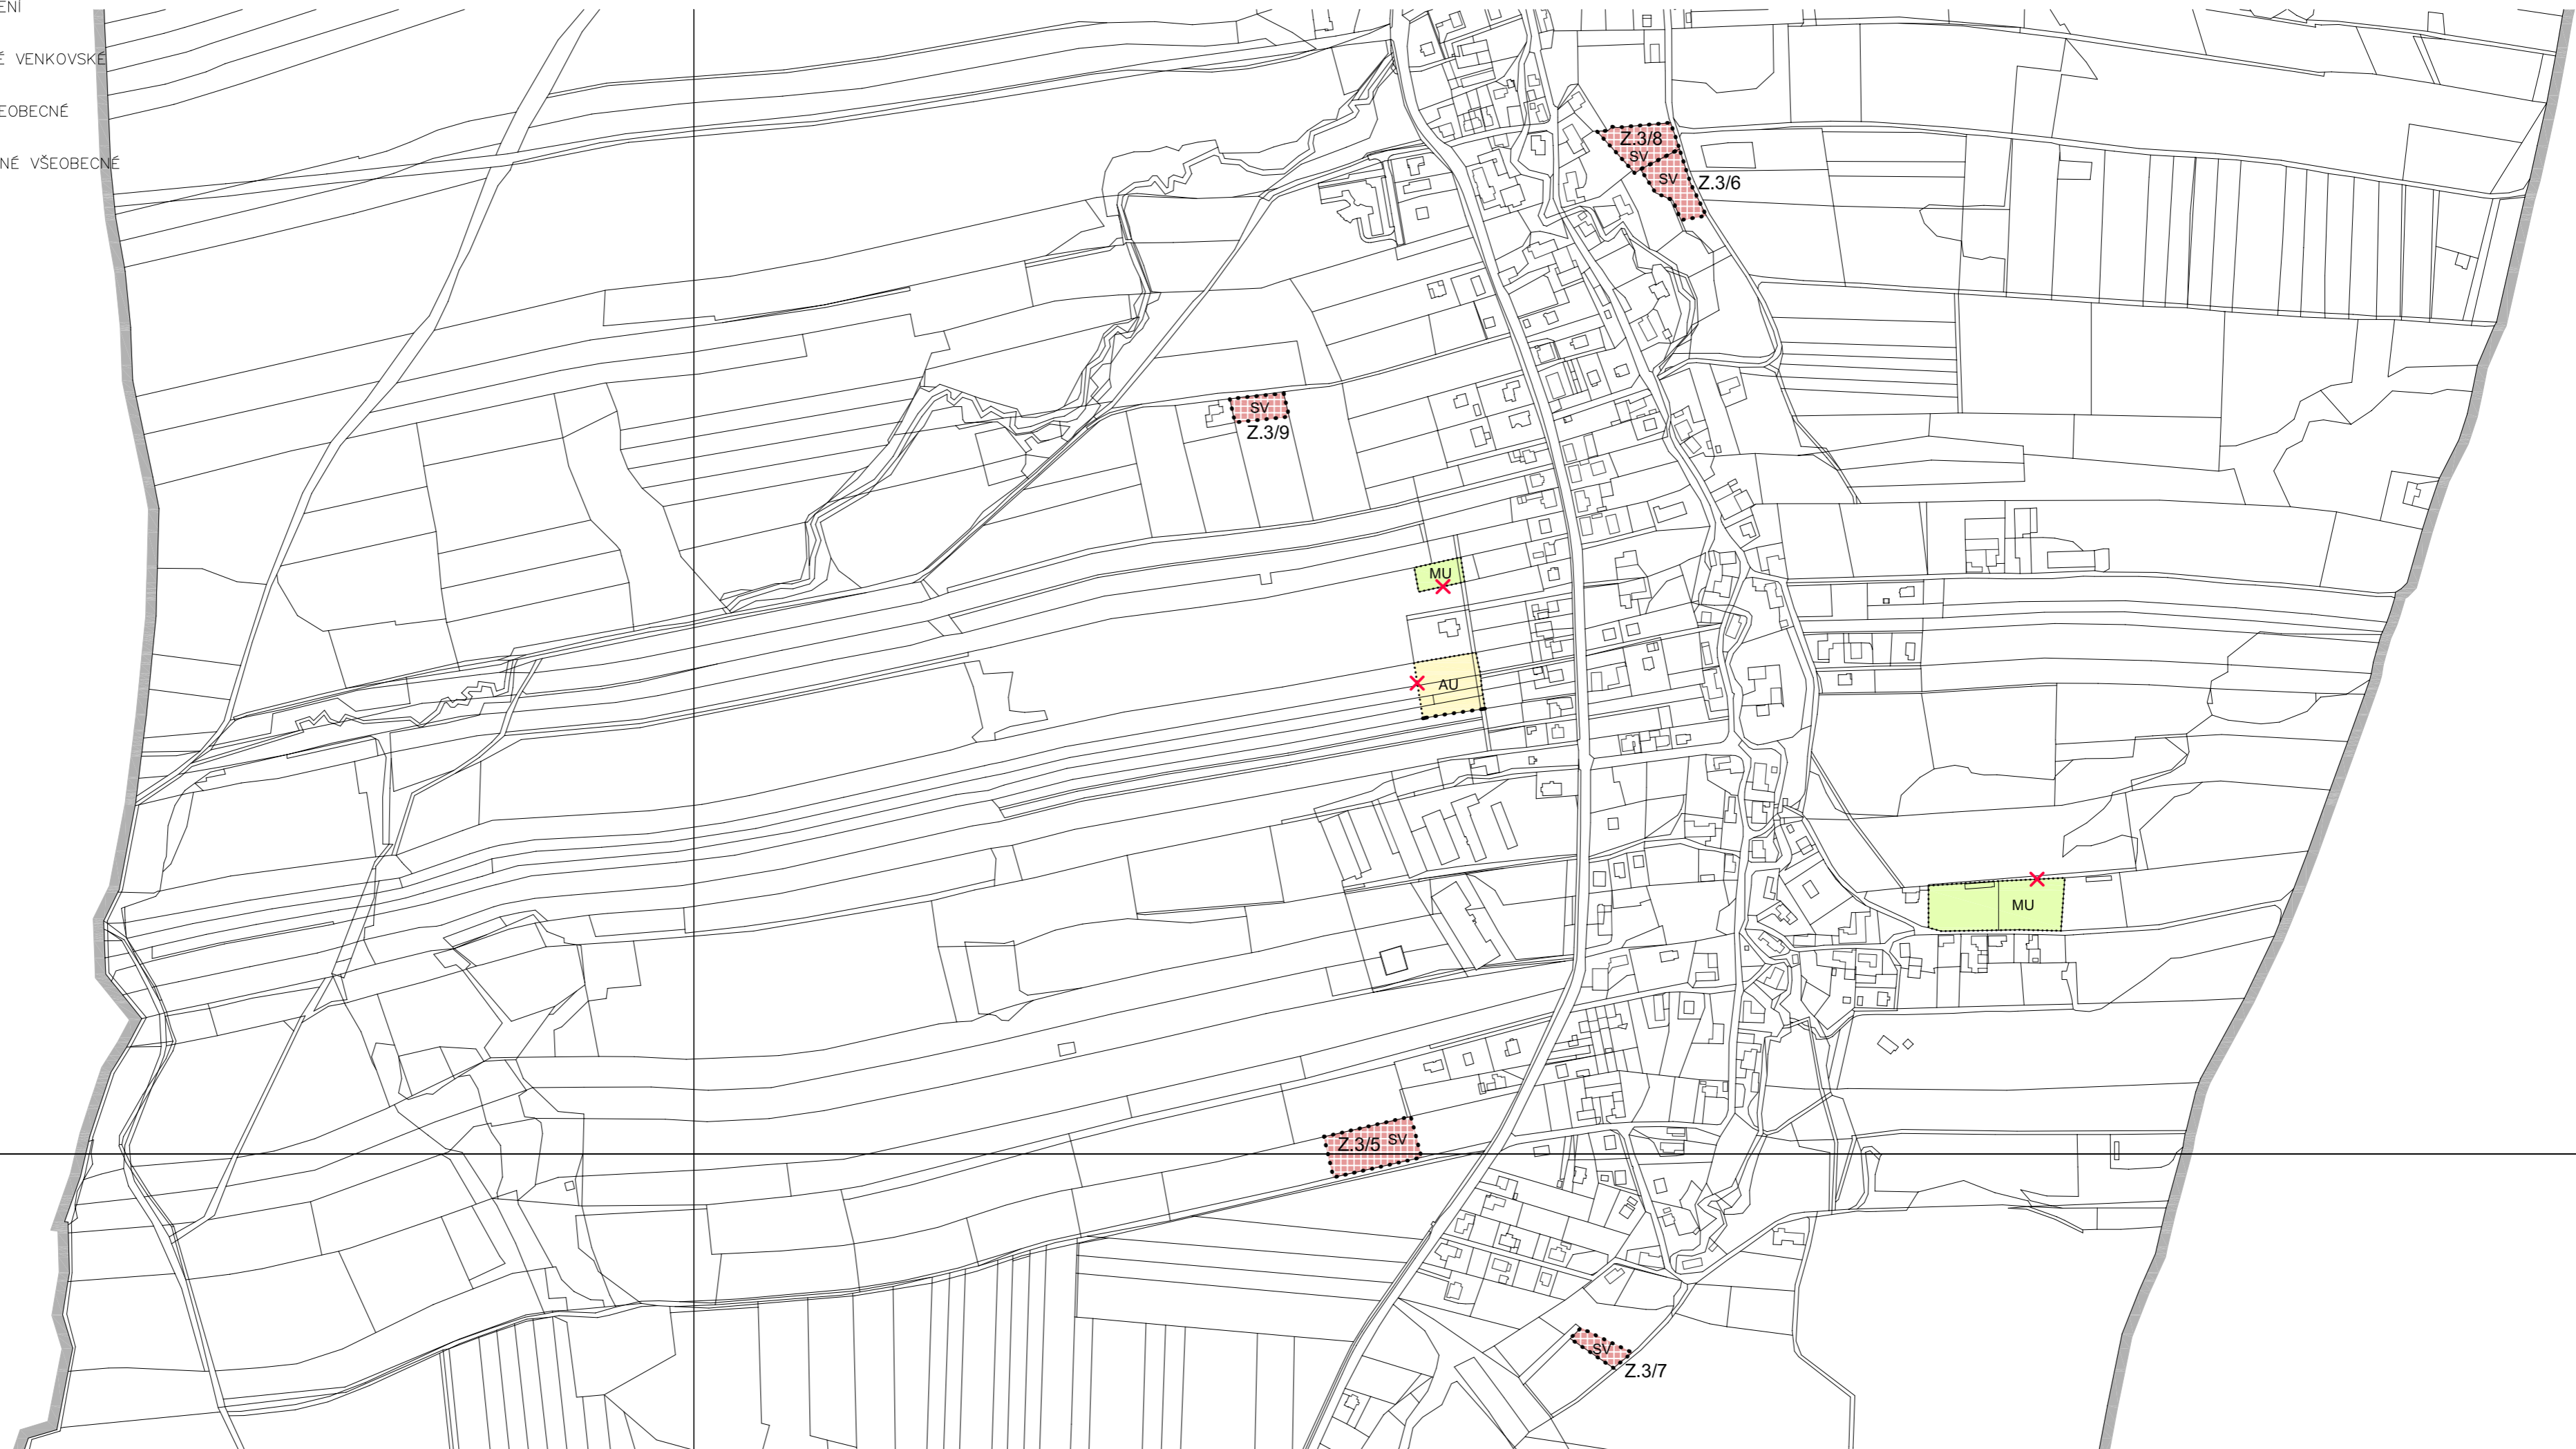 ENÍ
É VENKOVSKÉ
EOBECNÉ
NÉ VŠEOBECNÉ
Z.3/8
SV
SV
Z.3/6
SV
Z.3/9
MU
AU
MU
Z.3/5 SV
SV
Z.3/7